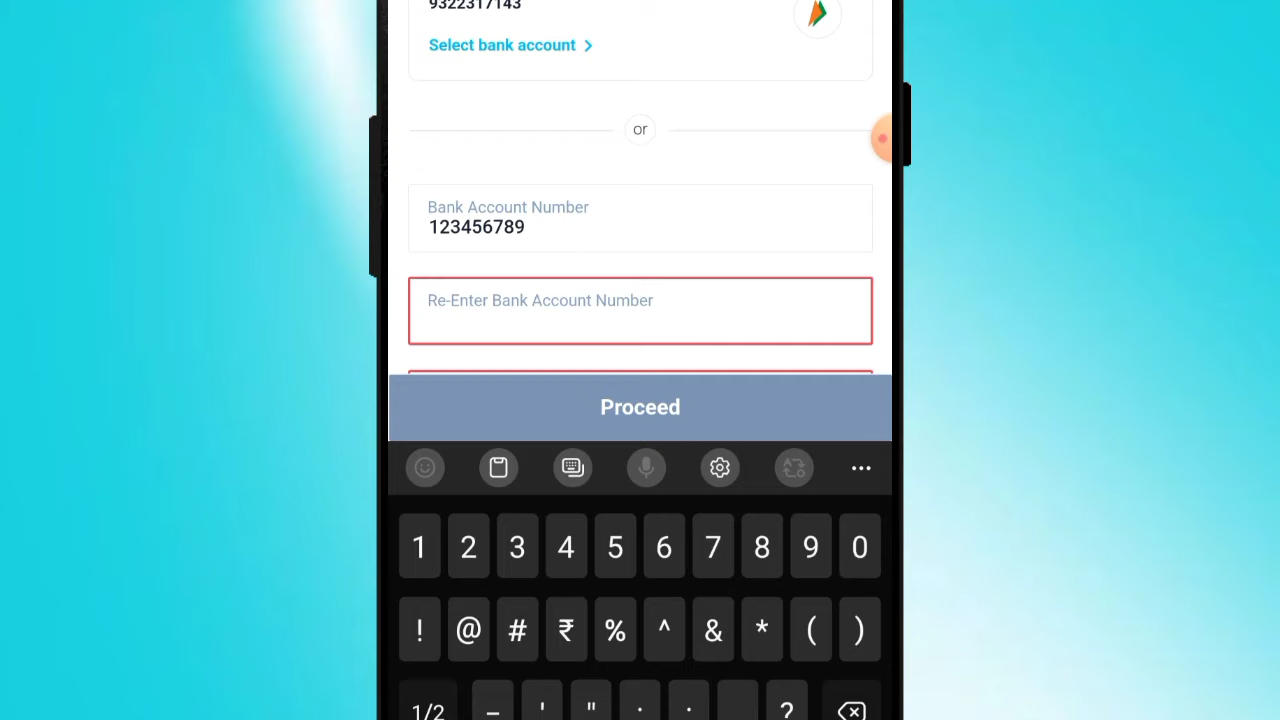 9322317143
Select bank account
or
Bank Account Number
123456789
Re-Enter Bank Account Number
Proceed
1 2 3 4 5 6 7 8 9 0
! @ # ₹ % ^ & * ( )
1/2 – ' " ?